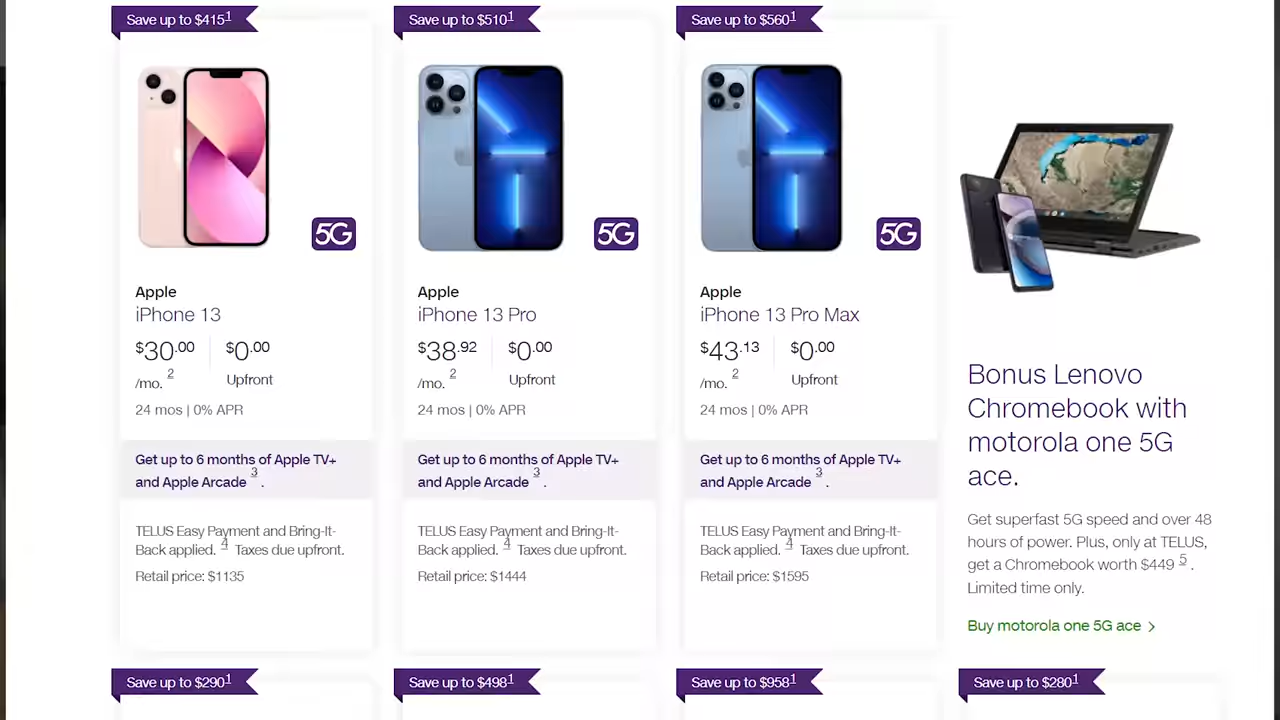 Save up to $415¹
5G
Apple
iPhone 13
$30.00 $0.00
/mo. ² Upfront
24 mos | 0% APR
Get up to 6 months of Apple TV+
and Apple Arcade ³ .
TELUS Easy Payment and Bring-It-
Back applied. ⁴ Taxes due upfront.
Retail price: $1135
Save up to $510¹
5G
Apple
iPhone 13 Pro
$38.92 $0.00
/mo. ² Upfront
24 mos | 0% APR
Get up to 6 months of Apple TV+
and Apple Arcade ³ .
TELUS Easy Payment and Bring-It-
Back applied. ⁴ Taxes due upfront.
Retail price: $1444
Save up to $560¹
5G
Apple
iPhone 13 Pro Max
$43.13 $0.00
/mo. ² Upfront
24 mos | 0% APR
Get up to 6 months of Apple TV+
and Apple Arcade ³ .
TELUS Easy Payment and Bring-It-
Back applied. ⁴ Taxes due upfront.
Retail price: $1595
Bonus Lenovo
Chromebook with
motorola one 5G
ace.
Get superfast 5G speed and over 48
hours of power. Plus, only at TELUS,
get a Chromebook worth $449 ⁵ .
Limited time only.
Buy motorola one 5G ace >
Save up to $290¹
Save up to $498¹
Save up to $958¹
Save up to $280¹